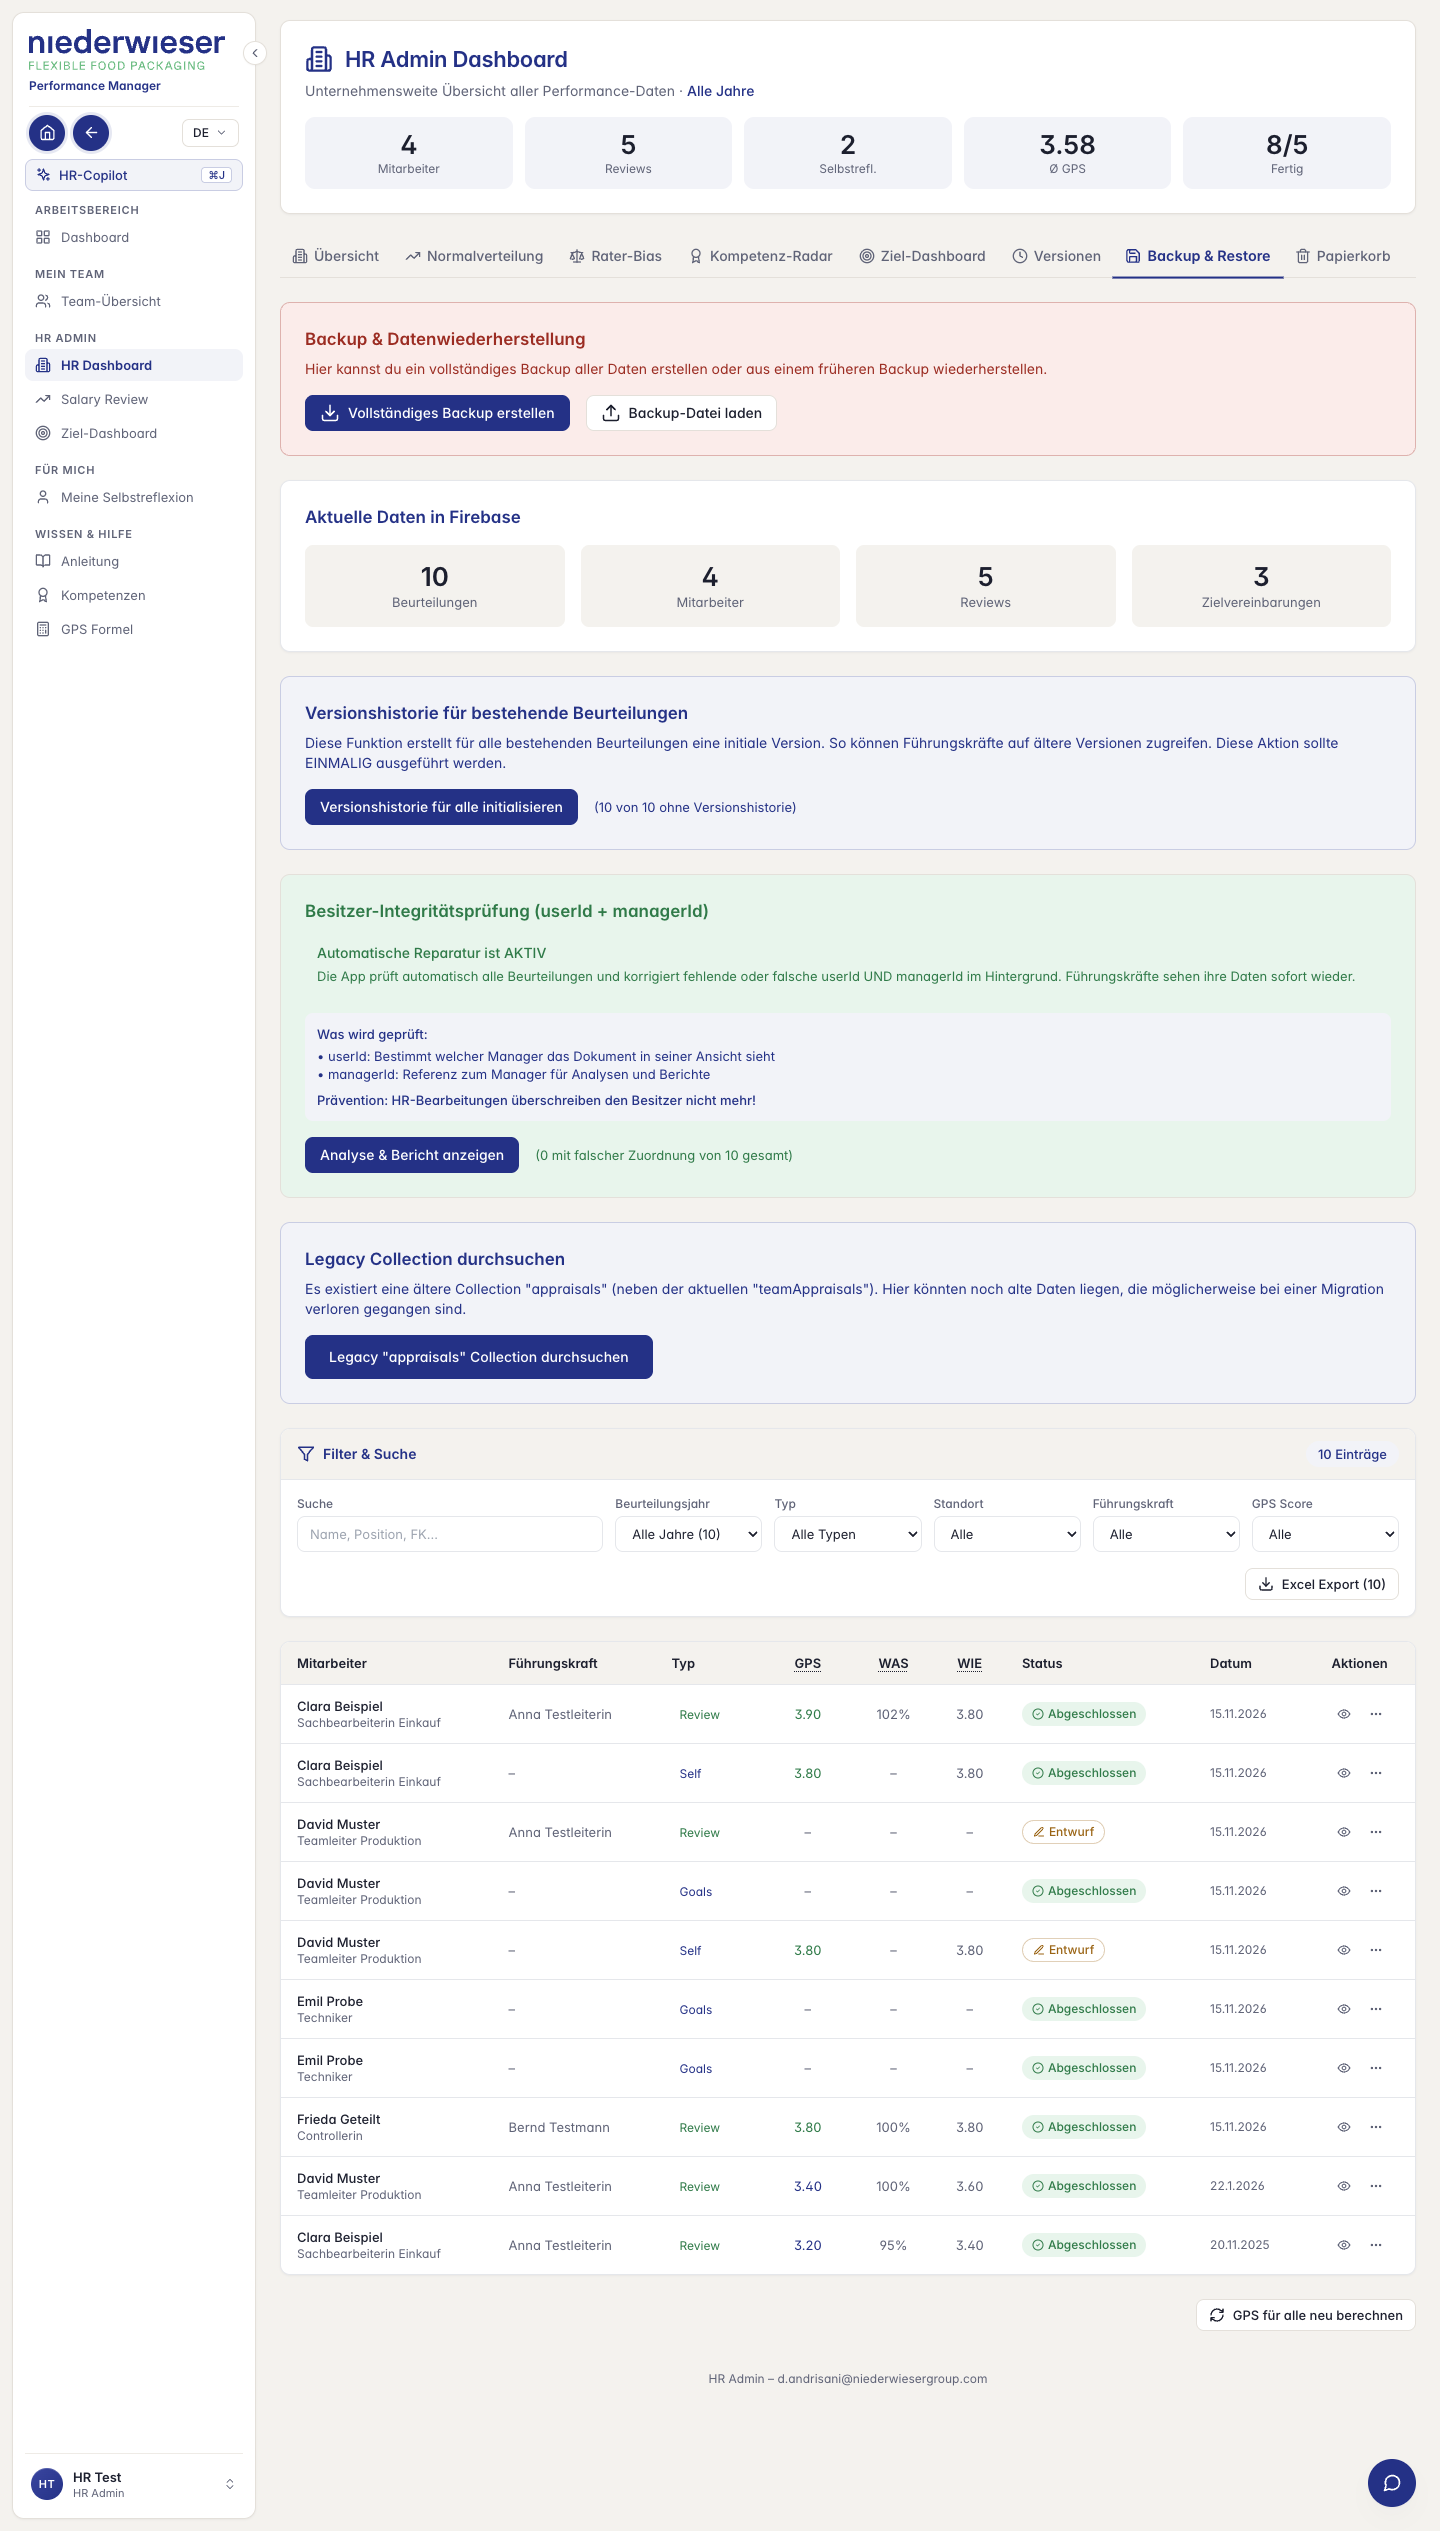 niederwieser
FLEXIBLE FOOD PACKAGING
Performance Manager
DE
HR-Copilot ⌘J
ARBEITSBEREICH
Dashboard
MEIN TEAM
Team-Übersicht
HR ADMIN
HR Dashboard
Salary Review
Ziel-Dashboard
FÜR MICH
Meine Selbstreflexion
WISSEN & HILFE
Anleitung
Kompetenzen
GPS Formel
HT
HR Test
HR Admin
HR Admin Dashboard
Unternehmensweite Übersicht aller Performance-Daten · Alle Jahre
4
Mitarbeiter
5
Reviews
2
Selbstrefl.
3.58
Ø GPS
8/5
Fertig
Übersicht Normalverteilung Rater-Bias Kompetenz-Radar Ziel-Dashboard Versionen Backup & Restore Papierkorb
Backup & Datenwiederherstellung
Hier kannst du ein vollständiges Backup aller Daten erstellen oder aus einem früheren Backup wiederherstellen.
Vollständiges Backup erstellen Backup-Datei laden
Aktuelle Daten in Firebase
10
Beurteilungen
4
Mitarbeiter
5
Reviews
3
Zielvereinbarungen
Versionshistorie für bestehende Beurteilungen
Diese Funktion erstellt für alle bestehenden Beurteilungen eine initiale Version. So können Führungskräfte auf ältere Versionen zugreifen. Diese Aktion sollte
EINMALIG ausgeführt werden.
Versionshistorie für alle initialisieren (10 von 10 ohne Versionshistorie)
Besitzer-Integritätsprüfung (userId + managerId)
Automatische Reparatur ist AKTIV
Die App prüft automatisch alle Beurteilungen und korrigiert fehlende oder falsche userId UND managerId im Hintergrund. Führungskräfte sehen ihre Daten sofort wieder.
Was wird geprüft:
• userId: Bestimmt welcher Manager das Dokument in seiner Ansicht sieht
• managerId: Referenz zum Manager für Analysen und Berichte
Prävention: HR-Bearbeitungen überschreiben den Besitzer nicht mehr!
Analyse & Bericht anzeigen (0 mit falscher Zuordnung von 10 gesamt)
Legacy Collection durchsuchen
Es existiert eine ältere Collection "appraisals" (neben der aktuellen "teamAppraisals"). Hier könnten noch alte Daten liegen, die möglicherweise bei einer Migration
verloren gegangen sind.
Legacy "appraisals" Collection durchsuchen
Filter & Suche 10 Einträge
Suche Beurteilungsjahr Typ Standort Führungskraft GPS Score
Name, Position, FK... Alle Jahre (10) Alle Typen Alle Alle Alle
Excel Export (10)
Mitarbeiter Führungskraft Typ GPS WAS WIE Status Datum Aktionen
Clara Beispiel
Sachbearbeiterin Einkauf Anna Testleiterin Review 3.90 102% 3.80 Abgeschlossen 15.11.2026
Clara Beispiel
Sachbearbeiterin Einkauf – Self 3.80 – 3.80 Abgeschlossen 15.11.2026
David Muster
Teamleiter Produktion Anna Testleiterin Review – – – Entwurf 15.11.2026
David Muster
Teamleiter Produktion – Goals – – – Abgeschlossen 15.11.2026
David Muster
Teamleiter Produktion – Self 3.80 – 3.80 Entwurf 15.11.2026
Emil Probe
Techniker – Goals – – – Abgeschlossen 15.11.2026
Emil Probe
Techniker – Goals – – – Abgeschlossen 15.11.2026
Frieda Geteilt
Controllerin Bernd Testmann Review 3.80 100% 3.80 Abgeschlossen 15.11.2026
David Muster
Teamleiter Produktion Anna Testleiterin Review 3.40 100% 3.60 Abgeschlossen 22.1.2026
Clara Beispiel
Sachbearbeiterin Einkauf Anna Testleiterin Review 3.20 95% 3.40 Abgeschlossen 20.11.2025
GPS für alle neu berechnen
HR Admin – d.andrisani@niederwiesergroup.com